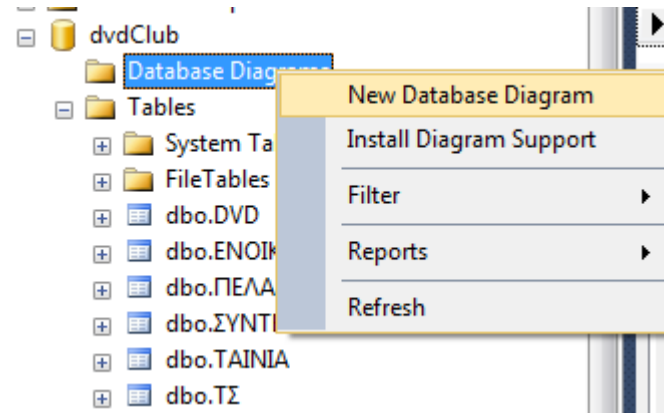 dvdClub
Database Diagrams
New Database Diagram
Tables
Install Diagram Support
System Ta
FileTables
Filter
dbo.DVD
dbo.ΕΝΟΙΚ
Reports
dbo.ΠΕΛΑ
dbo.ΣΥΝΤ
Refresh
dbo.ΤΑΙΝΙΑ
dbo.ΤΣ